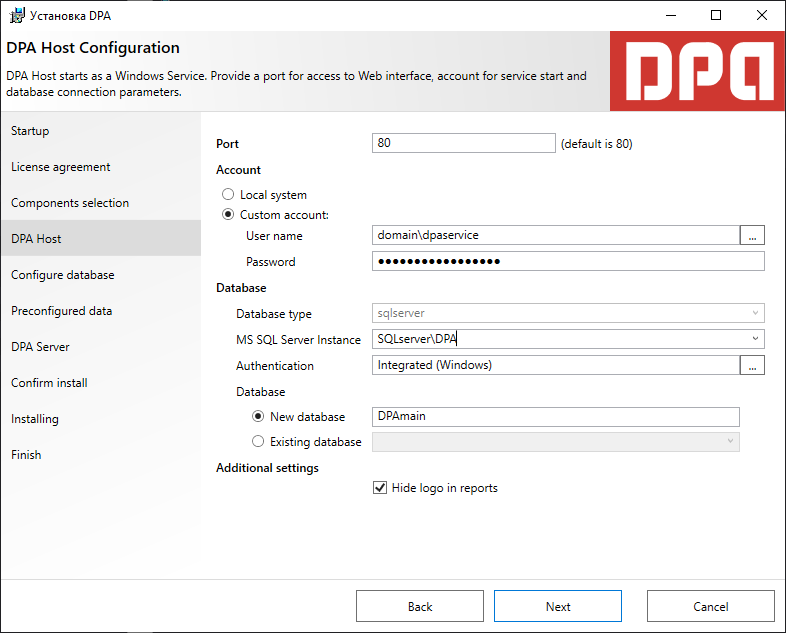 Установка DPA
DPA Host Configuration
DPA Host starts as a Windows Service. Provide a port for access to Web interface, account for service start and
database connection parameters.
DPA
Startup
License agreement
Components selection
DPA Host
Configure database
Preconfigured data
DPA Server
Confirm install
Installing
Finish
Port 80 (default is 80)
Account
Local system
Custom account:
User name domain\dpaservice ...
Password ●●●●●●●●●●●●●●●●●
Database
Database type sqlserver
MS SQL Server Instance SQLserver\DPA
Authentication Integrated (Windows) ...
Database
New database DPAmain
Existing database
Additional settings
Hide logo in reports
Back Next Cancel